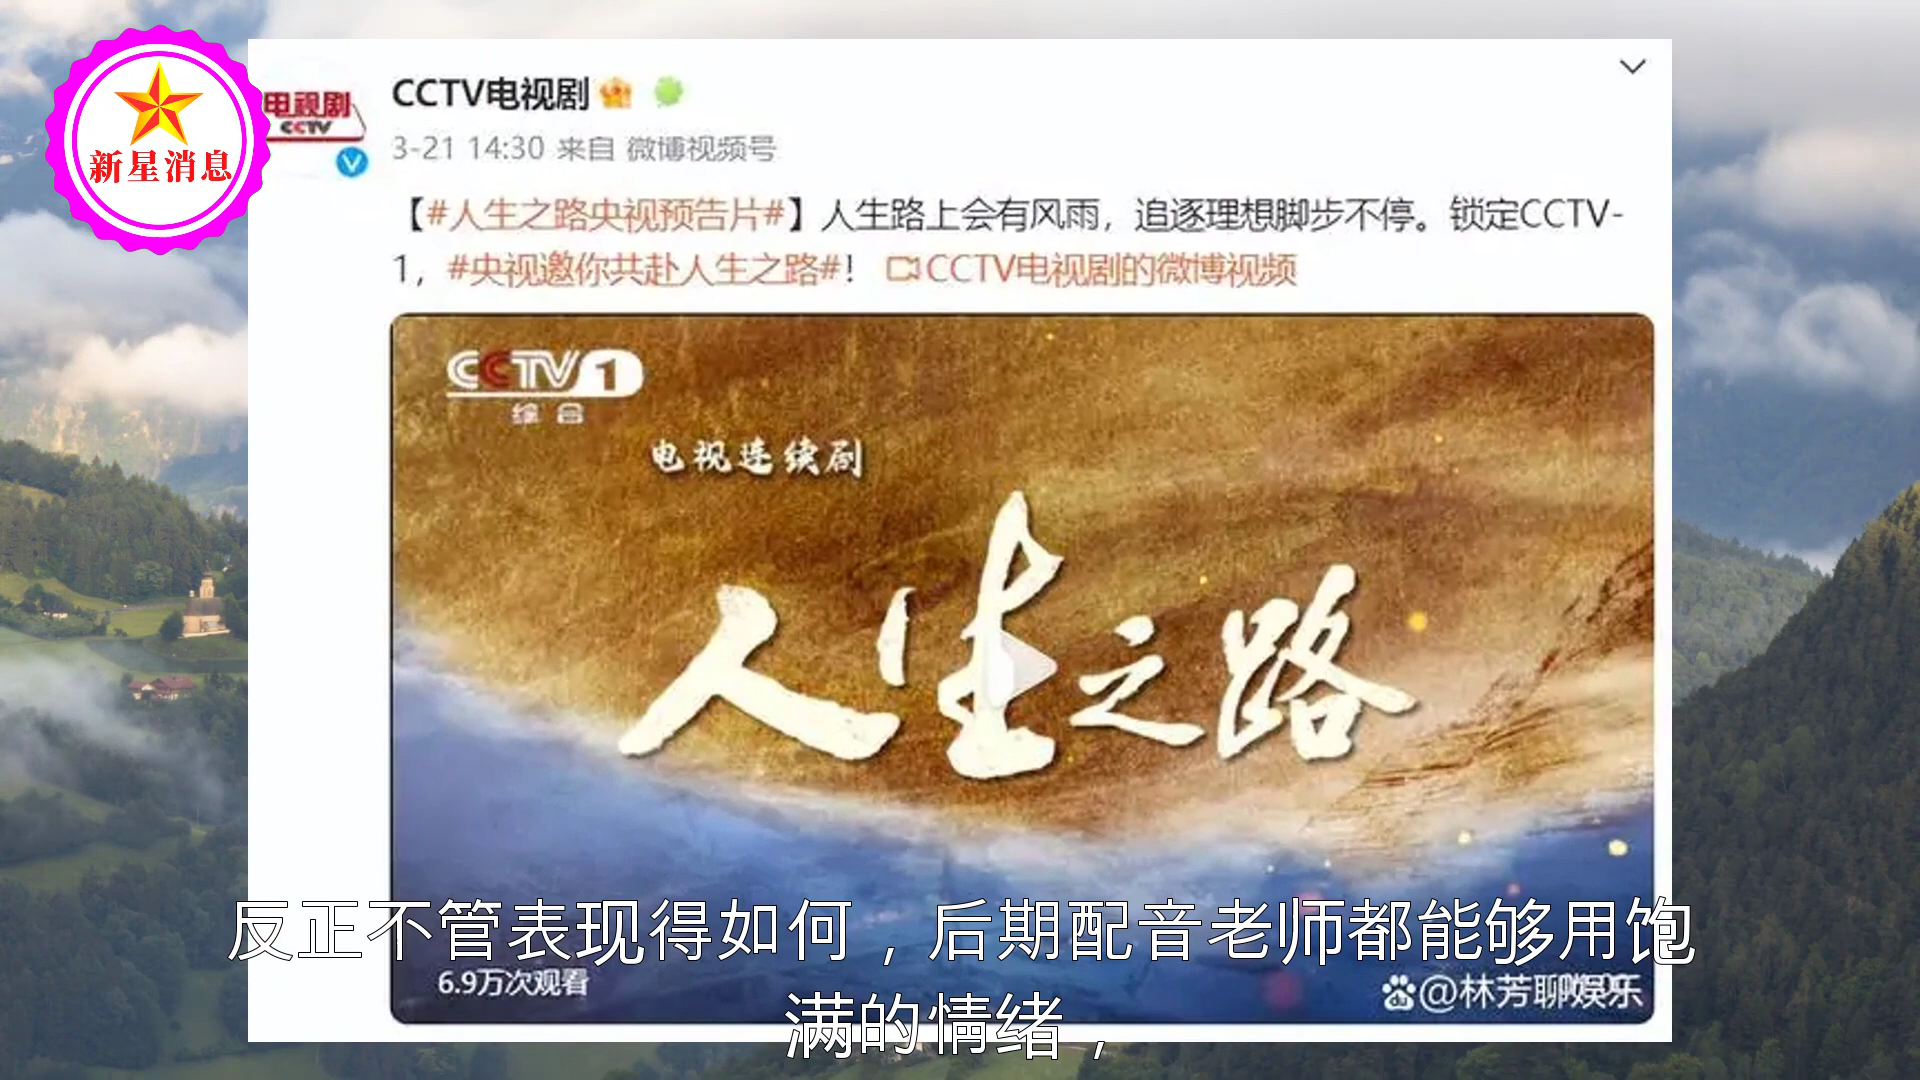 新星消息
电视剧
CCTV
CCTV电视剧
3-21 14:30 来自 微博视频号
【#人生之路央视预告片#】人生路上会有风雨，追逐理想脚步不停。锁定CCTV-
1，#央视邀你共赴人生之路#！ CCTV电视剧的微博视频
CCTV 1
综合
电视连续剧
人生之路
反正不管表现得如何，后期配音老师都能够用饱
6.9万次观看
@林芳聊娱乐
满的情绪，